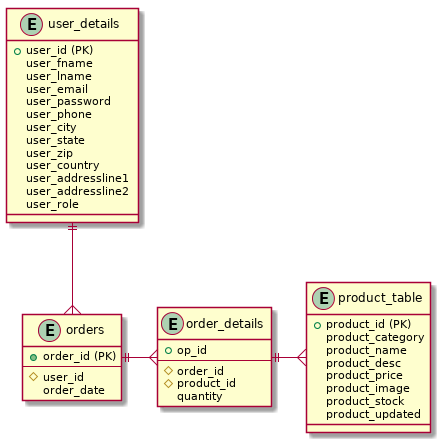 E user_details
user_id (PK)
user_fname
user_lname
user_email
user_password
user_phone
user_city
user_state
user_zip
user_country
user_addressline1
user_addressline2
user_role
E orders
order_id (PK)
user_id
order_date
E order_details
op_id
order_id
product_id
quantity
E product_table
product_id (PK)
product_category
product_name
product_desc
product_price
product_image
product_stock
product_updated